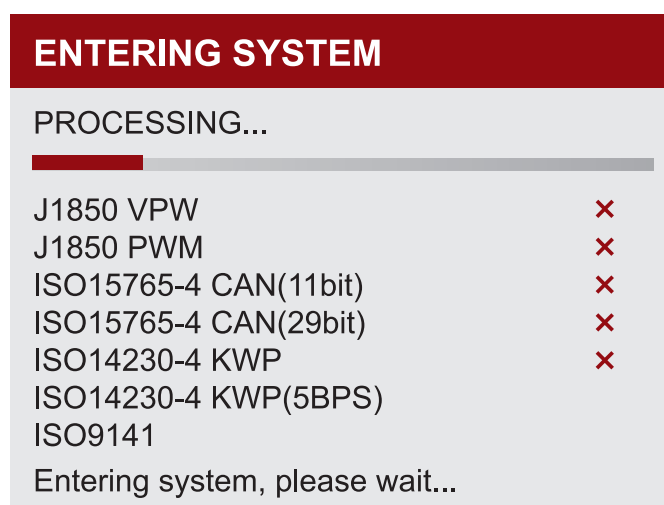 ENTERING SYSTEM
PROCESSING...
J1850 VPW ×
J1850 PWM ×
ISO15765-4 CAN(11bit) ×
ISO15765-4 CAN(29bit) ×
ISO14230-4 KWP ×
ISO14230-4 KWP(5BPS)
ISO9141
Entering system, please wait...